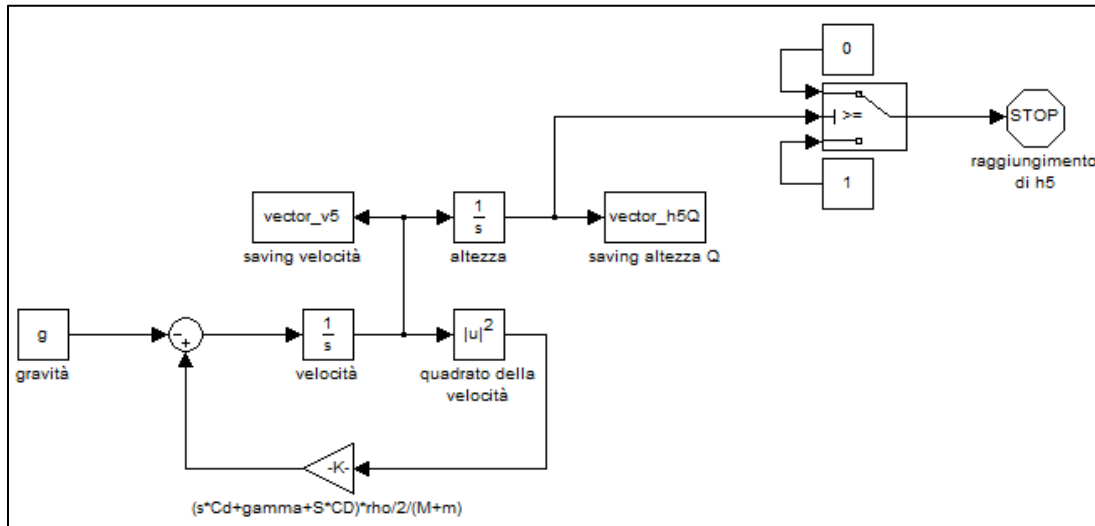 0
>=
STOP
raggiungimento
di h5
1
vector_v5
saving velocità
1
s
altezza
vector_h5Q
saving altezza Q
g
gravità
-
+
1
s
velocità
|u|2
quadrato della
velocità
-K-
(s*Cd+gamma+S*CD)*rho/2/(M+m)